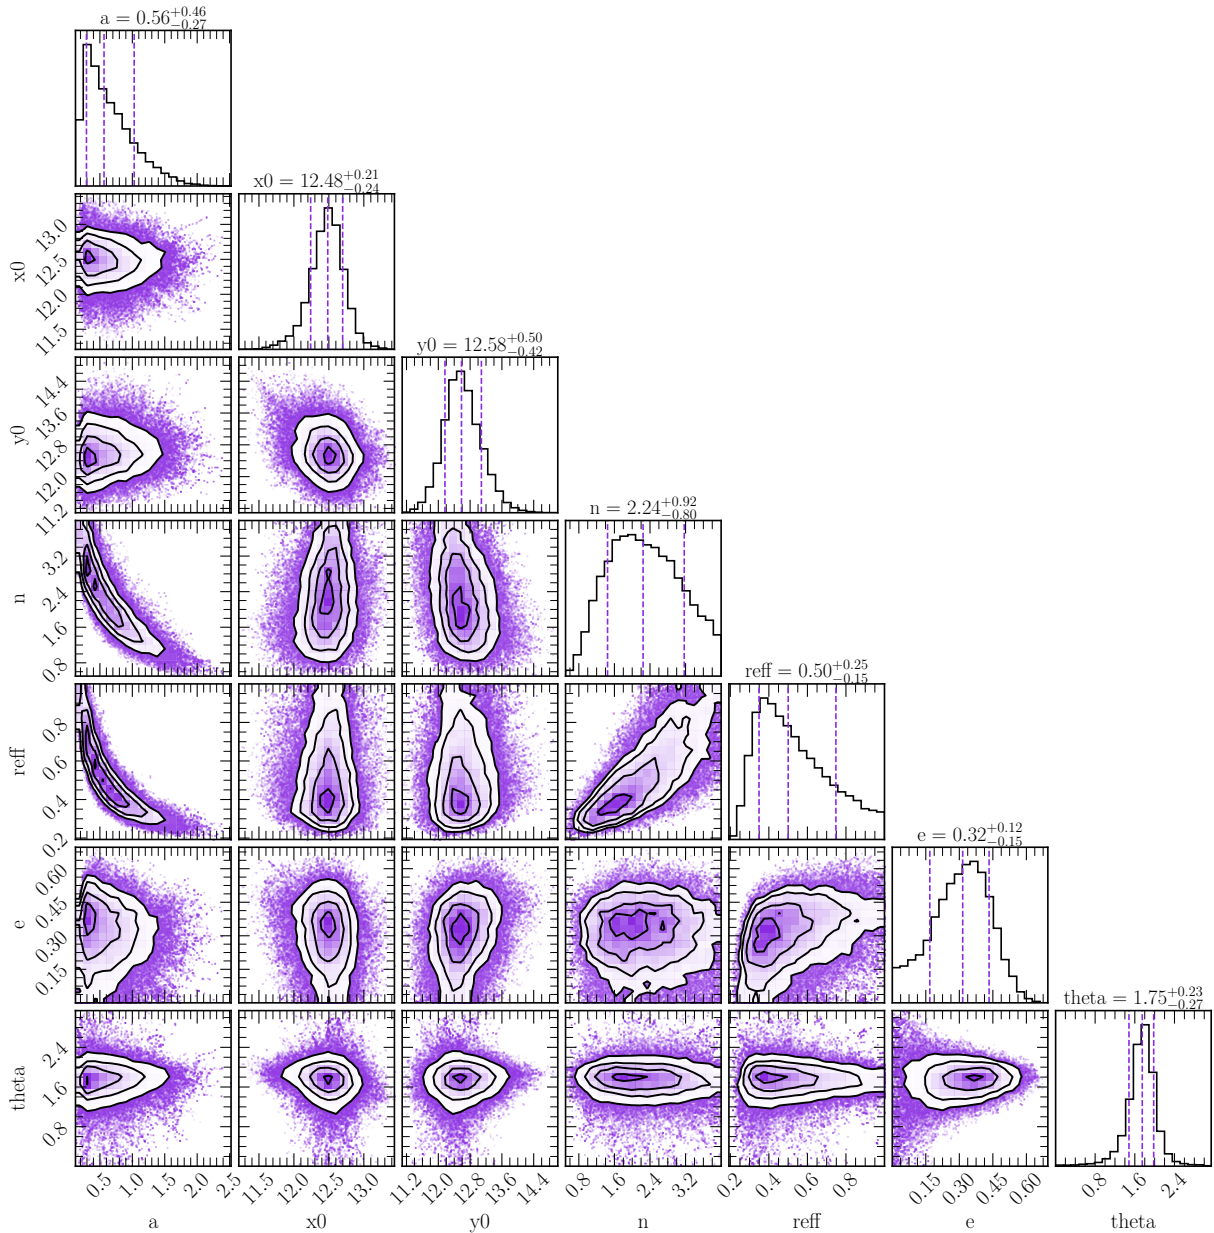 a = 0.56+0.46−0.27
x0 = 12.48+0.21−0.24
13.0
12.5
12.0
11.5
x0
y0 = 12.58+0.50−0.42
14.4
13.6
12.8
12.0
11.2
y0
n = 2.24+0.92−0.80
3.2
2.4
1.6
0.8
n
reff = 0.50+0.25−0.15
0.8
0.6
0.4
0.2
reff
e = 0.32+0.12−0.15
0.60
0.45
0.30
0.15
e
theta = 1.75+0.23−0.27
2.4
1.6
0.8
theta
0.5 1.0 1.5 2.0 2.5 11.5 12.0 12.5 13.0 11.2 12.0 12.8 13.6 14.4 0.8 1.6 2.4 3.2 0.2 0.4 0.6 0.8 0.15 0.30 0.45 0.60 0.8 1.6 2.4
a x0 y0 n reff e theta